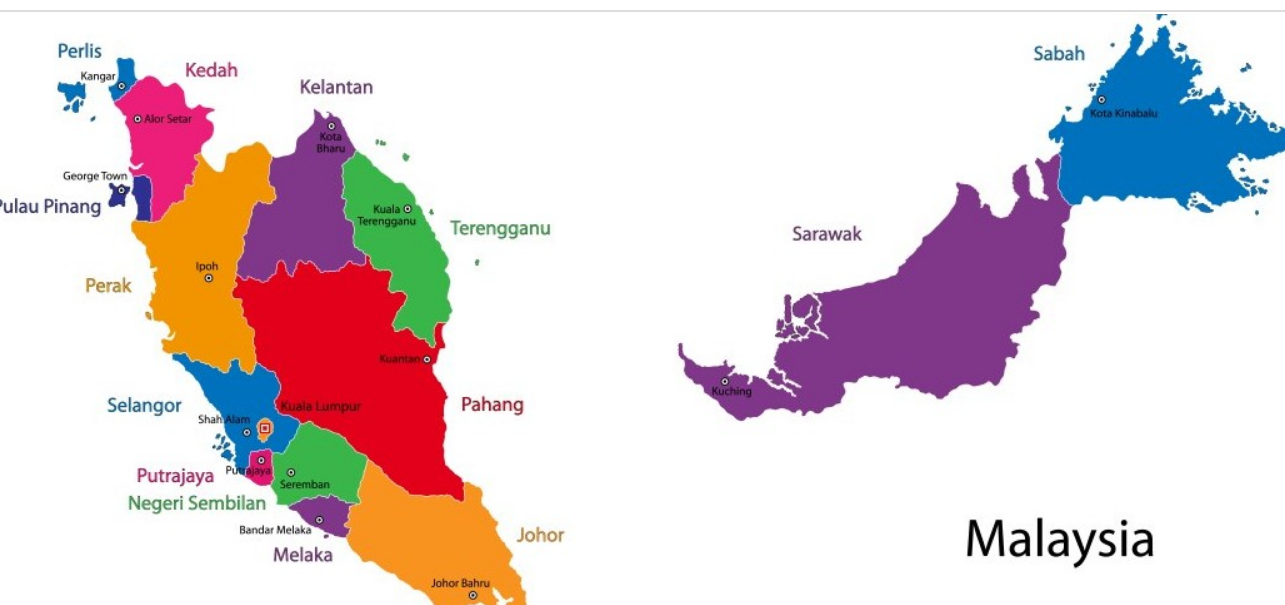 Perlis
Kangar
Kedah
Alor Setar
Kelantan
Kota
Bharu
George Town
Pulau Pinang
Kuala
Terengganu
Terengganu
Ipoh
Perak
Kuantan
Pahang
Selangor
Kuala Lumpur
Shah Alam
Putrajaya
Putrajaya
Seremban
Negeri Sembilan
Bandar Melaka
Melaka
Johor
Johor Bahru
Sabah
Kota Kinabalu
Sarawak
Kuching
Malaysia